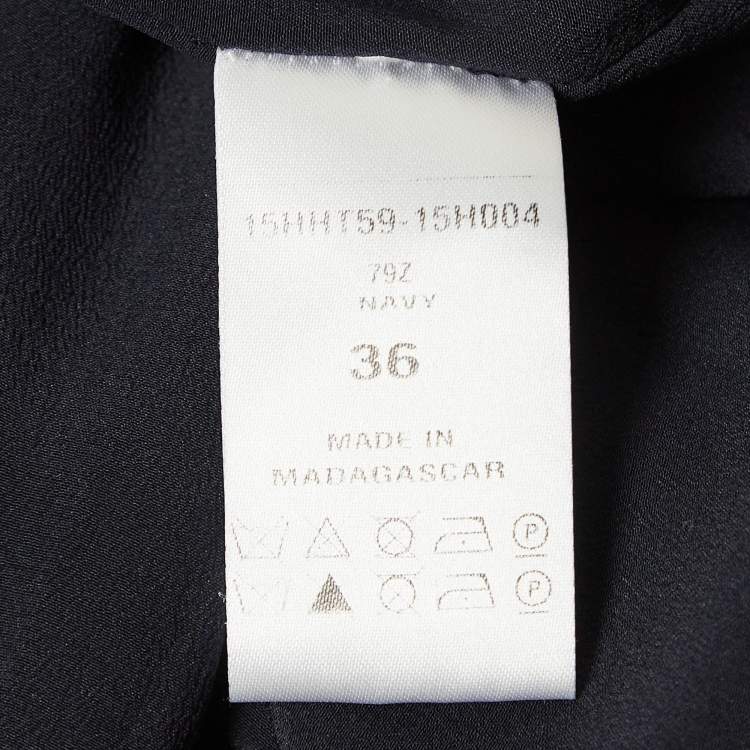 15HHT59-15H004
79Z
NAVY
36
MADE IN
MADAGASCAR
P
P